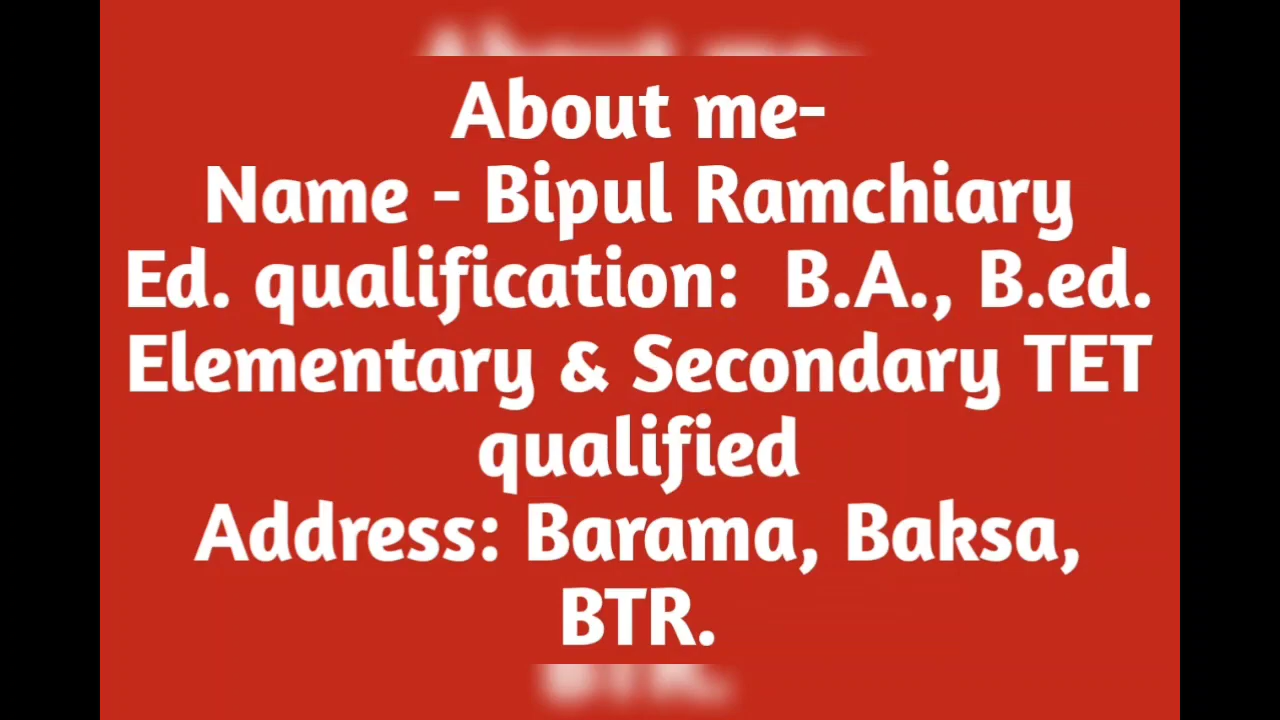 About me-
Name - Bipul Ramchiary
Ed. qualification:  B.A., B.ed.
Elementary & Secondary TET
qualified
Address: Barama, Baksa,
BTR.